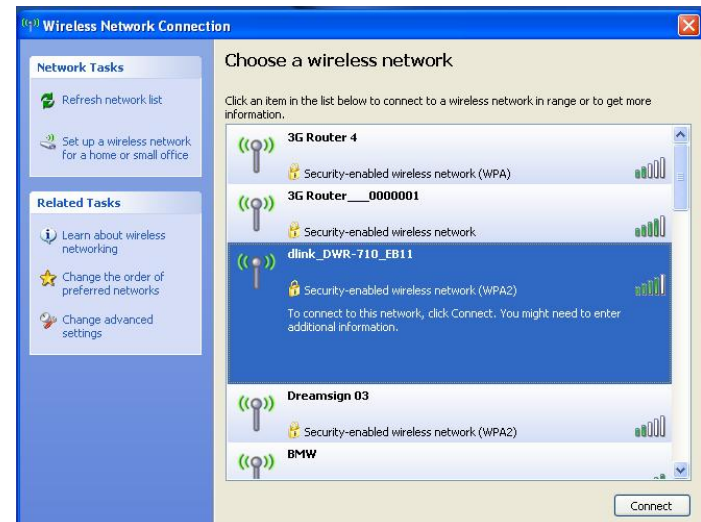 Wireless Network Connection
Network Tasks
Refresh network list
Set up a wireless network
for a home or small office
Related Tasks
Learn about wireless
networking
Change the order of
preferred networks
Change advanced
settings
Choose a wireless network
Click an item in the list below to connect to a wireless network in range or to get more
information.
3G Router 4
Security-enabled wireless network (WPA)
3G Router___0000001
Security-enabled wireless network
dlink_DWR-710_EB11
Security-enabled wireless network (WPA2)
To connect to this network, click Connect. You might need to enter
additional information.
Dreamsign 03
Security-enabled wireless network (WPA2)
BMW
Connect